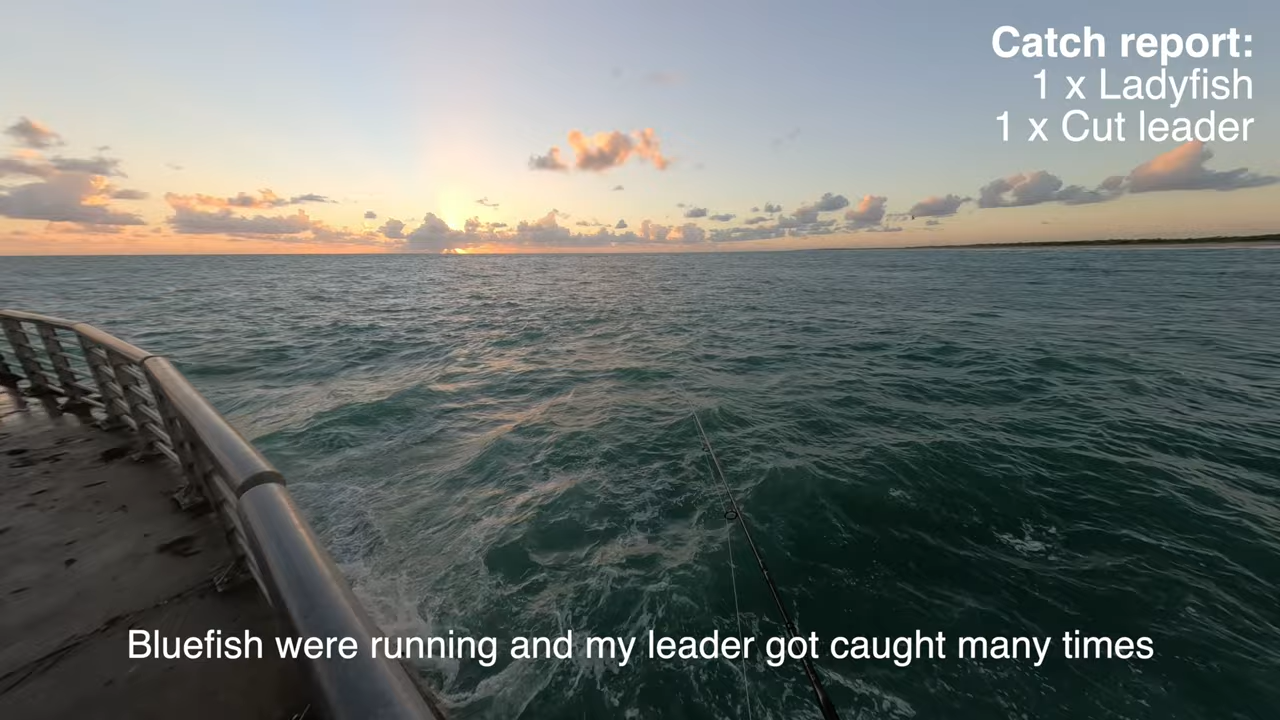 Catch report:
1 x Ladyfish
1 x Cut leader
Bluefish were running and my leader got caught many times